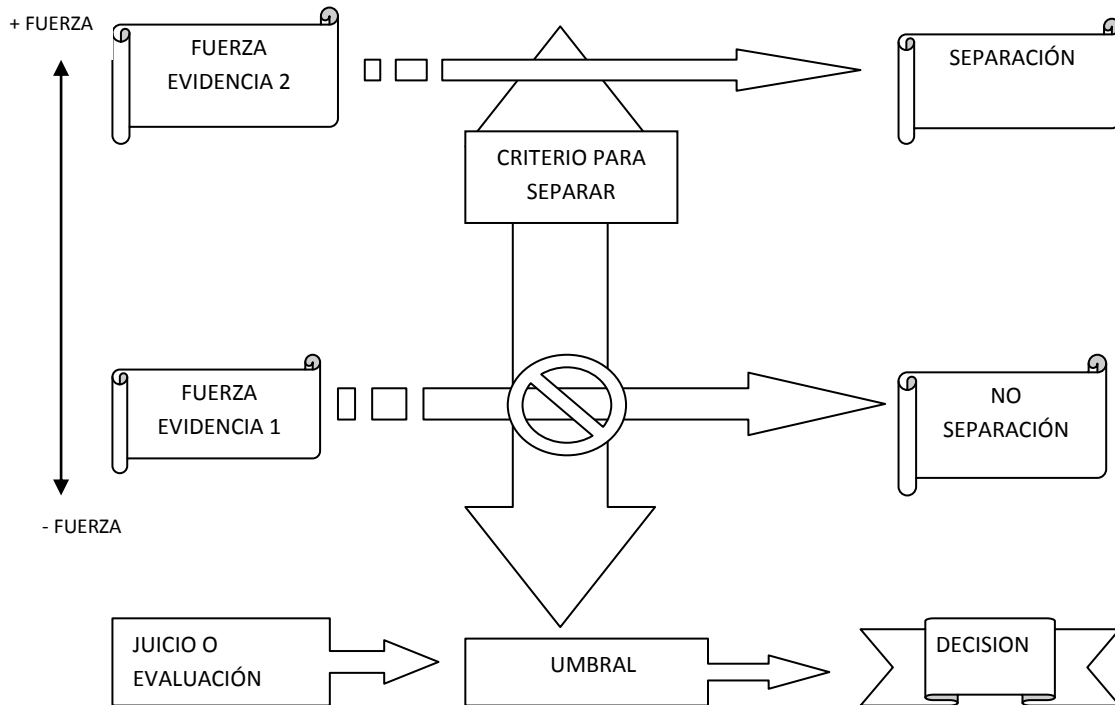 + FUERZA
FUERZA
EVIDENCIA 2
SEPARACIÓN
CRITERIO PARA
SEPARAR
FUERZA
EVIDENCIA 1
NO
SEPARACIÓN
- FUERZA
JUICIO O
EVALUACIÓN
UMBRAL
DECISION